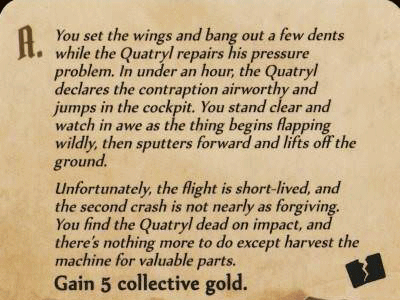 A. You set the wings and bang out a few dents
while the Quatryl repairs his pressure
problem. In under an hour, the Quatryl
declares the contraption airworthy and
jumps in the cockpit. You stand clear and
watch in awe as the thing begins flapping
wildly, then sputters forward and lifts off the
ground.
Unfortunately, the flight is short-lived, and
the second crash is not nearly as forgiving.
You find the Quatryl dead on impact, and
there's nothing more to do except harvest the
machine for valuable parts.
Gain 5 collective gold.